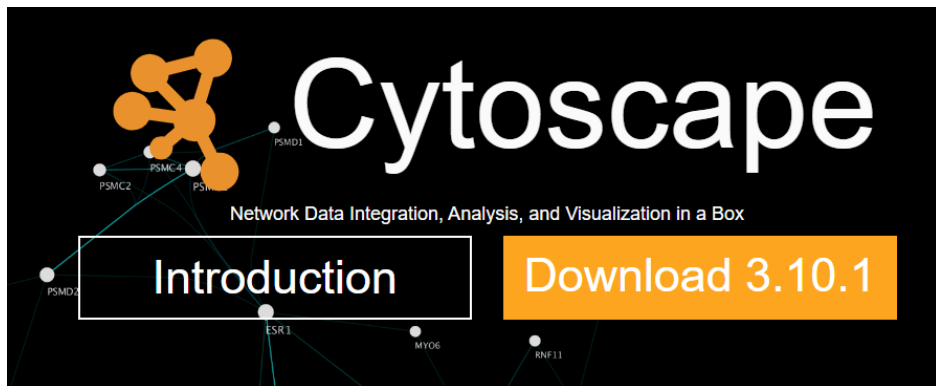 Cytoscape
PSMD1
PSMC4
PSMC2
Network Data Integration, Analysis, and Visualization in a Box
Introduction
Download 3.10.1
PSMD2
ESR1
MYO6
RNF11